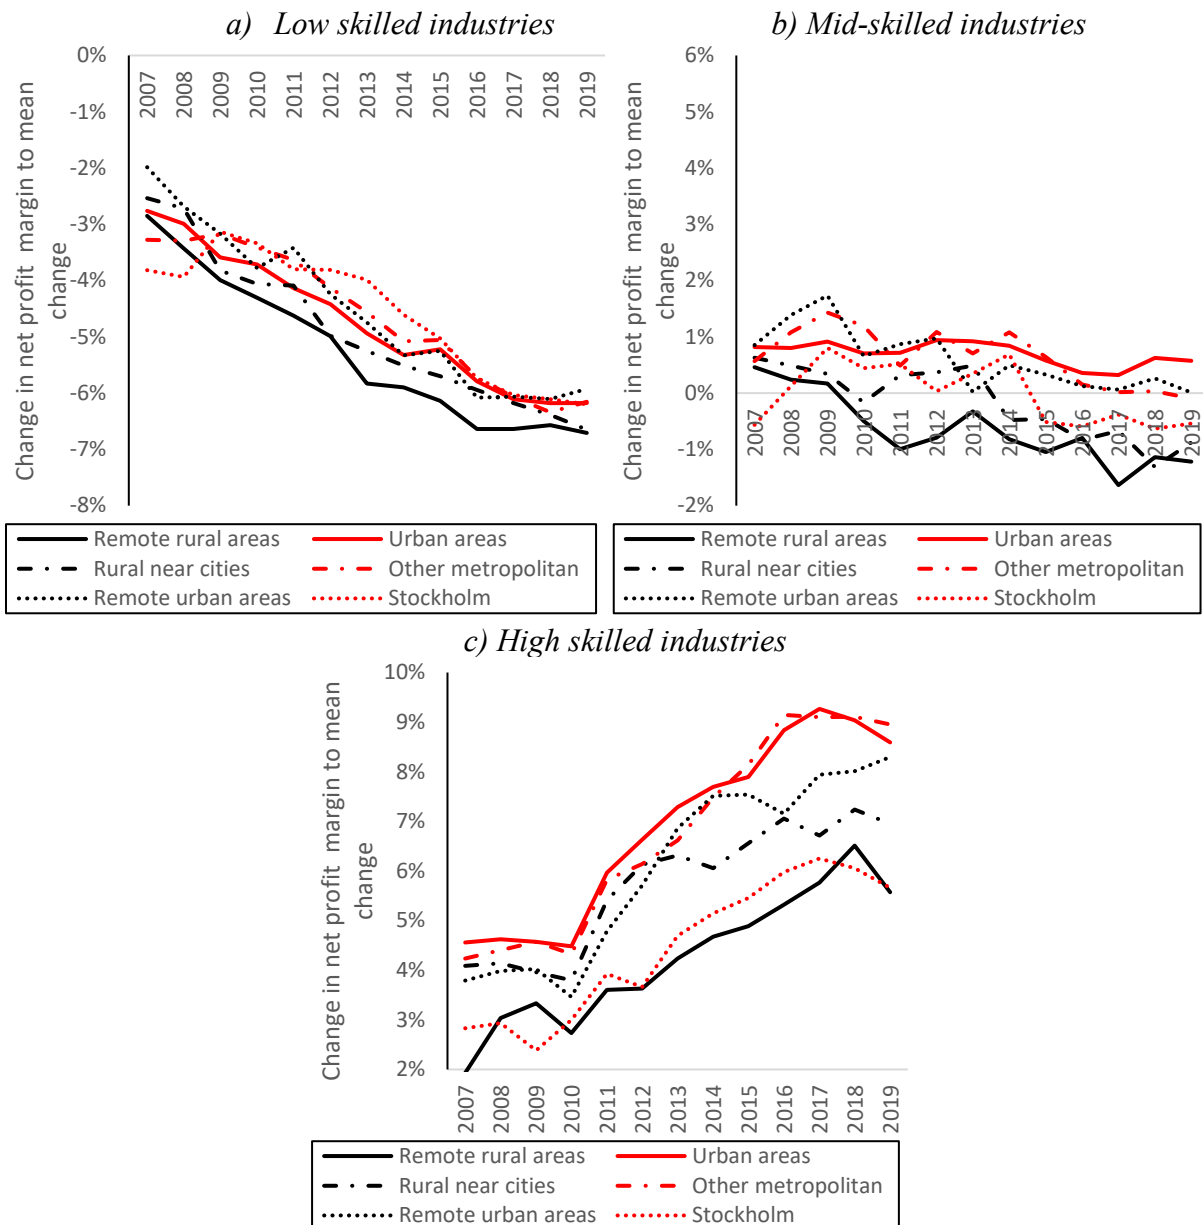 a) Low skilled industries
0%
-1%
-2%
-3%
-4%
-5%
-6%
-7%
-8%
Change in net profit margin to mean
change
2007
2008
2009
2010
2011
2012
2013
2014
2015
2016
2017
2018
2019
Remote rural areas
Urban areas
Rural near cities
Other metropolitan
Remote urban areas
Stockholm
b) Mid-skilled industries
6%
5%
4%
3%
2%
1%
0%
-1%
-2%
Change in net profit margin to mean
change
2007
2008
2009
2010
2011
2012
2013
2014
2015
2016
2017
2018
2019
Remote rural areas
Urban areas
Rural near cities
Other metropolitan
Remote urban areas
Stockholm
c) High skilled industries
10%
9%
8%
7%
6%
5%
4%
3%
2%
Change in net profit margin to mean
change
2007
2008
2009
2010
2011
2012
2013
2014
2015
2016
2017
2018
2019
Remote rural areas
Urban areas
Rural near cities
Other metropolitan
Remote urban areas
Stockholm